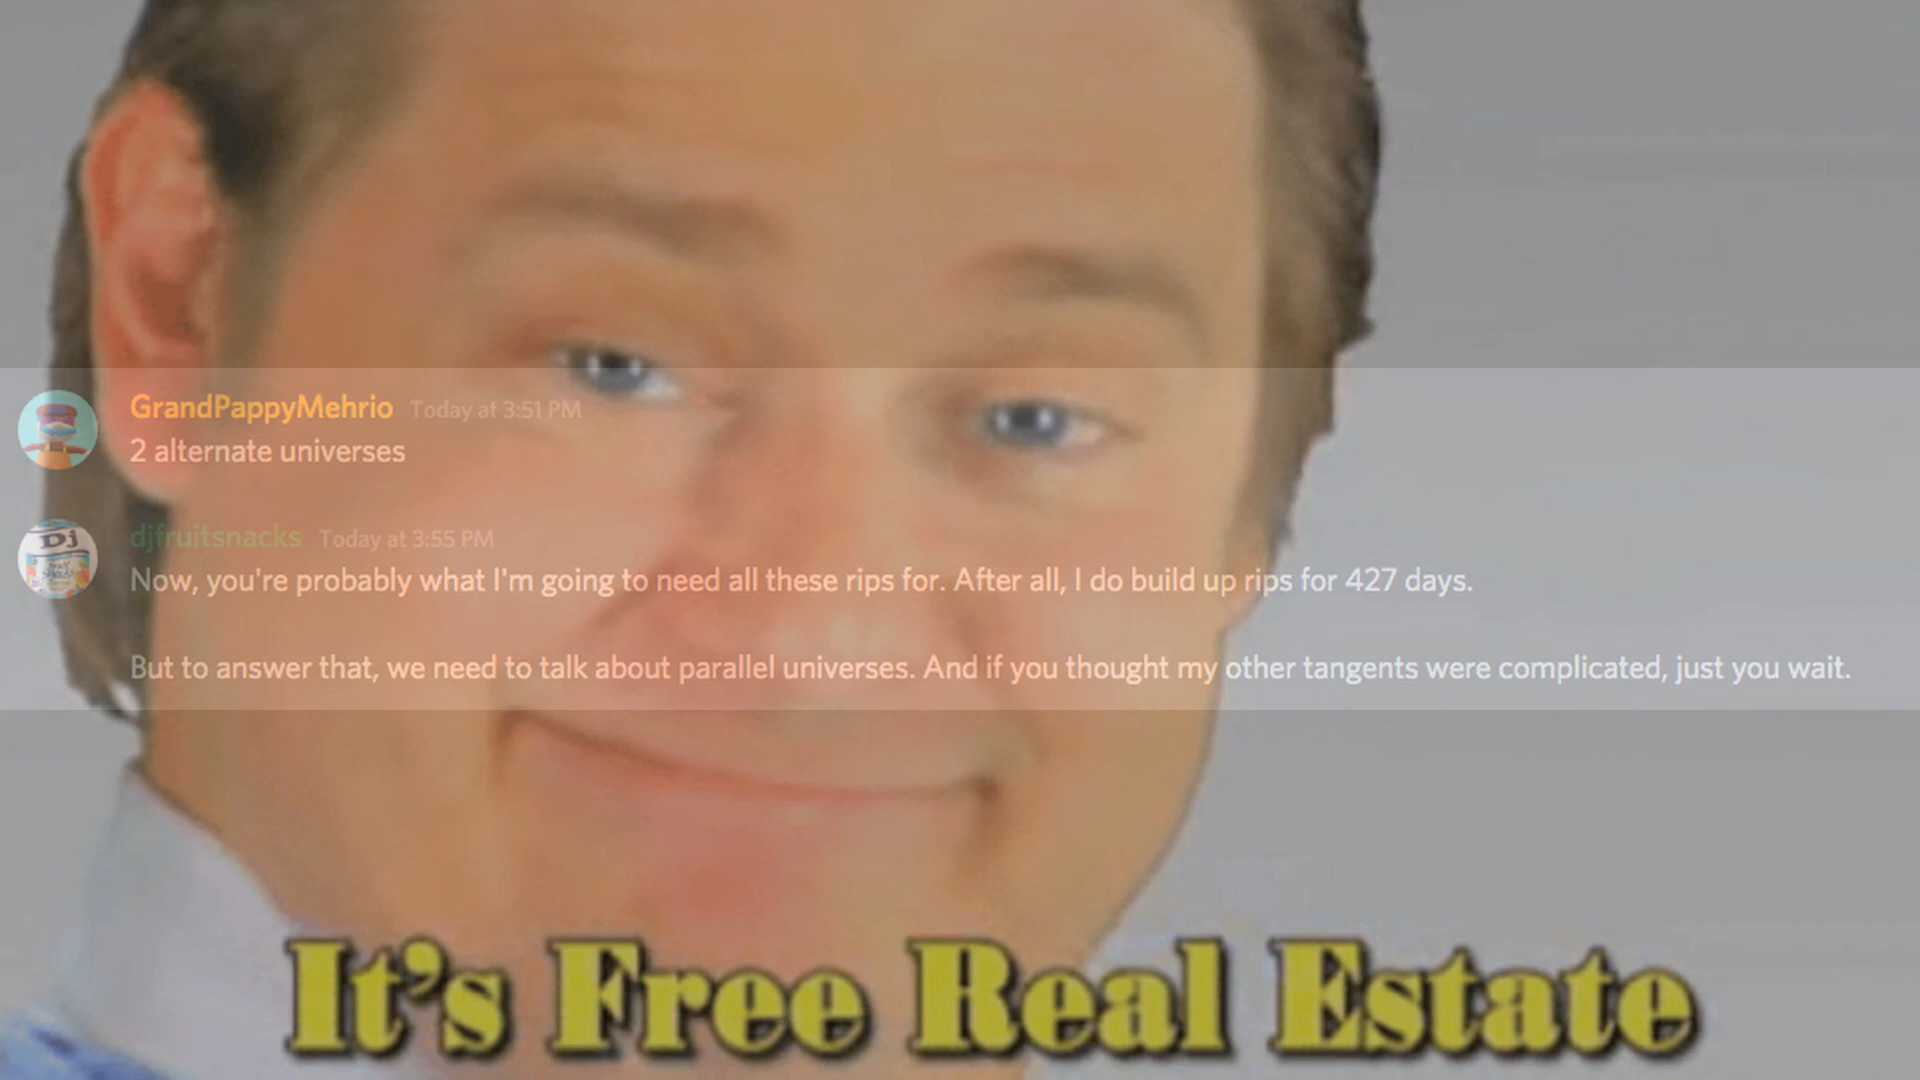 GrandPappyMehrio Today at 3:51 PM
2 alternate universes
Dj
djfruitsnacks Today at 3:55 PM
Now, you're probably what I'm going to need all these rips for. After all, I do build up rips for 427 days.
But to answer that, we need to talk about parallel universes. And if you thought my other tangents were complicated, just you wait.
It's Free Real Estate